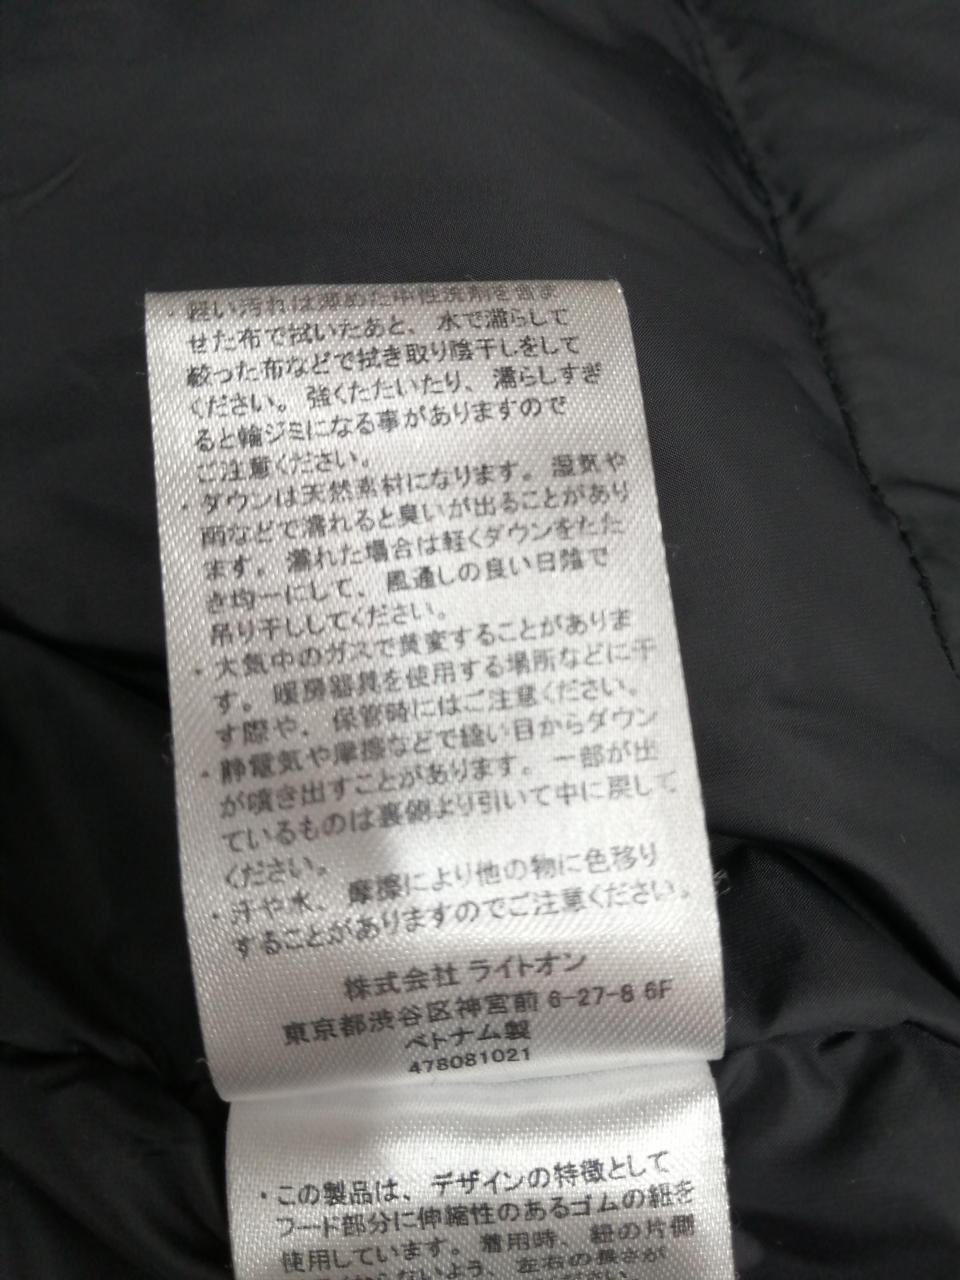 ・軽い汚れは薄めた中性洗剤を含ま
せた布で拭いたあと、水で濡らして
絞った布などで拭き取り陰干しをして
ください。強くたたいたり、濡らしすぎ
ると輪ジミになる事がありますので
ご注意ください。
・ダウンは天然素材になります。湿気や
雨などで濡れると臭いが出ることがあり
ます。濡れた場合は軽くダウンをたた
き均一にして、風通しの良い日陰で
吊り干ししてください。
・大気中のガスで黄変することがありま
す。暖房器具を使用する場所などに干
す際や、保管時にはご注意ください。
・静電気や摩擦などで縫い目からダウン
が噴き出すことがあります。一部が出
ているものは裏側より引いて中に戻して
ください。
・汗や水、摩擦により他の物に色移り
することがありますのでご注意ください。
株式会社 ライトオン
東京都渋谷区神宮前 6-27-8 6F
ベトナム製
478081021
・この製品は、デザインの特徴として
フード部分に伸縮性のあるゴムの紐を
使用しています。着用時、紐の片側
ないよう、左右の長さが